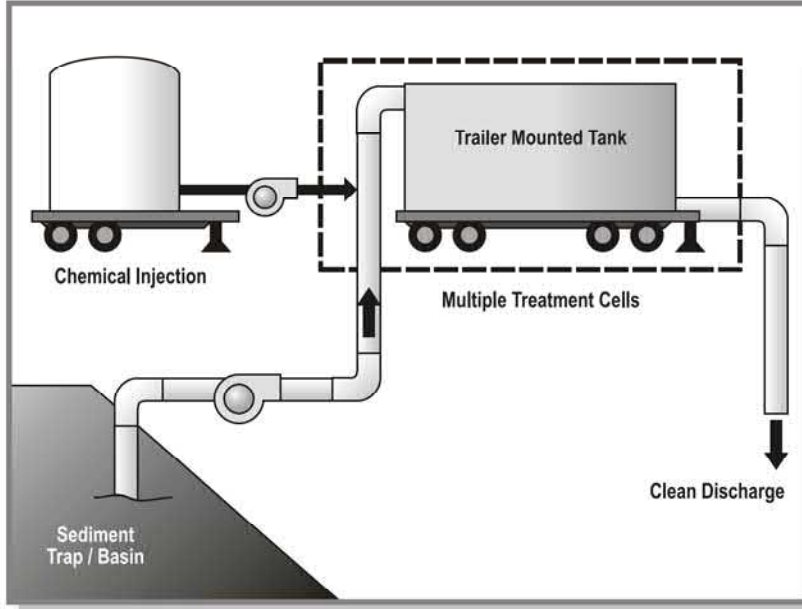 Trailer Mounted Tank
Chemical Injection
Multiple Treatment Cells
Clean Discharge
Sediment
Trap / Basin